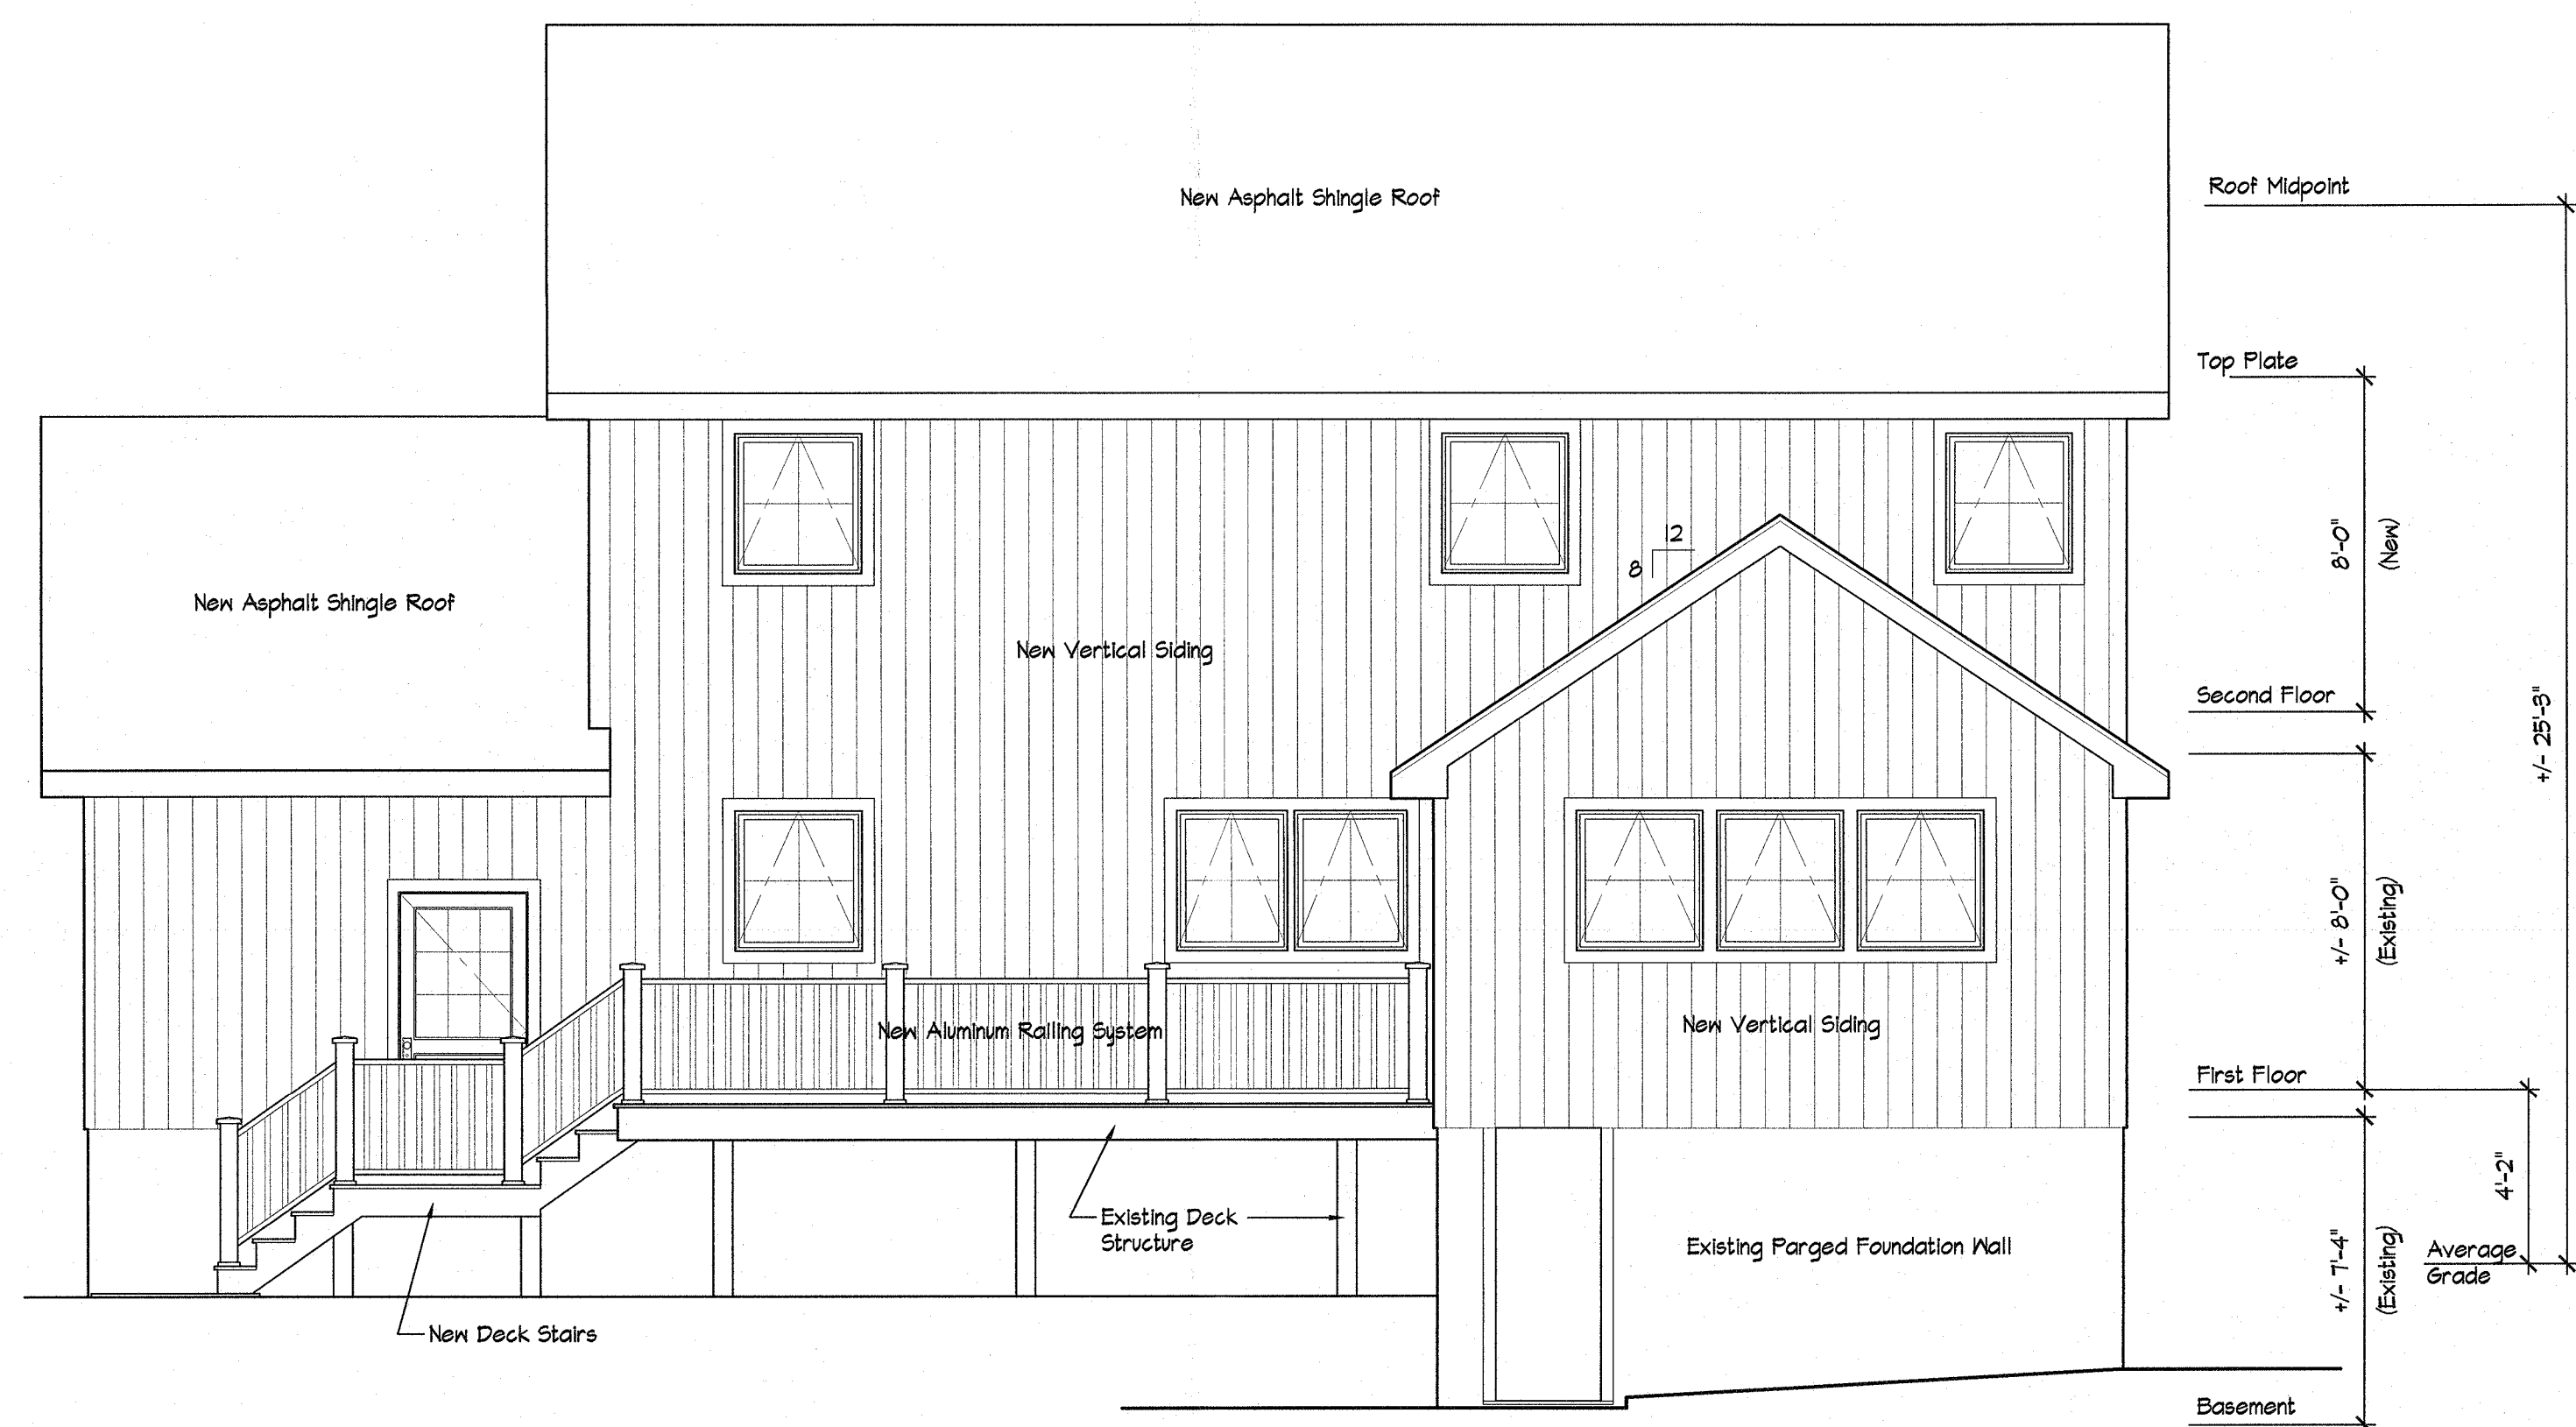 New Asphalt Shingle Roof
Roof Midpoint
Top Plate
12
8
8'-0"
(New)
New Asphalt Shingle Roof
New Vertical Siding
Second Floor
+/- 25'-3"
+/- 8'-0"
(Existing)
New Aluminum Railing System
New Vertical Siding
First Floor
4'-2"
Existing Deck
Structure
Existing Parged Foundation Wall
+/- 7'-4"
(Existing)
Average
Grade
New Deck Stairs
Basement